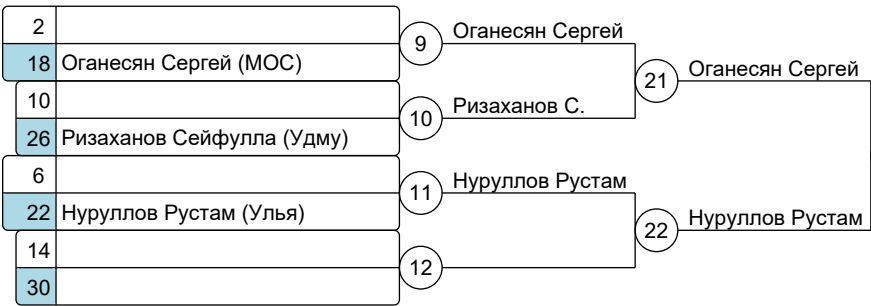 2
9 Оганесян Сергей
18 Оганесян Сергей (МОС)
21 Оганесян Сергей
10
10 Ризаханов С.
26 Ризаханов Сейфулла (Удму)
6
11 Нуруллов Рустам
22 Нуруллов Рустам (Улья)
22 Нуруллов Рустам
14
12
30